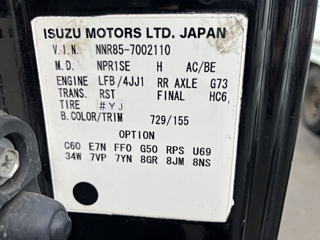 ISUZU MOTORS LTD. JAPAN
V.I.N. NNR85-7002110
M.D. NPR1SE H AC/BE
ENGINE LFB/4JJ1 RR AXLE G73
TRANS. RST FINAL HC6
TIRE #YJ
B.COLOR/TRIM 729/155
OPTION
C60 E7N FF0 G50 RPS U69
34W 7VP 7YN 8GR 8JM 8NS